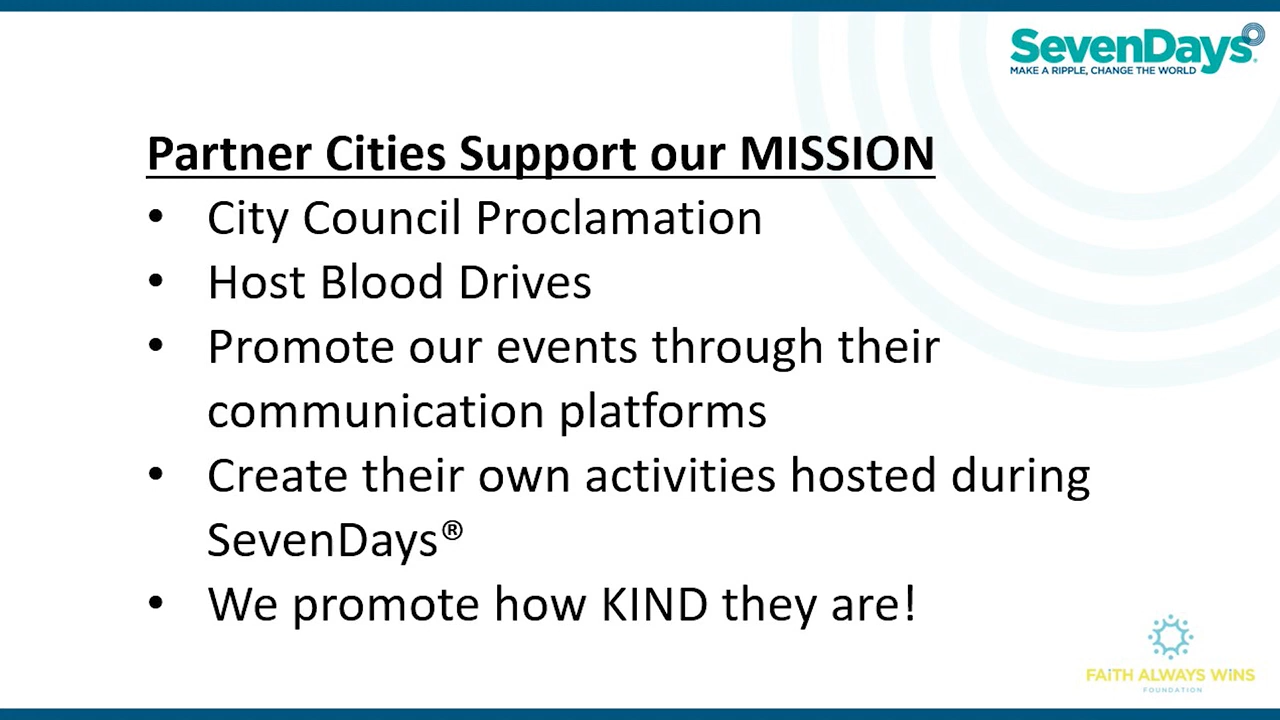 SevenDays®
MAKE A RIPPLE, CHANGE THE WORLD
Partner Cities Support our MISSION
• City Council Proclamation
• Host Blood Drives
• Promote our events through their
communication platforms
• Create their own activities hosted during
SevenDays®
• We promote how KIND they are!
FAiTH ALWAYS WiNS
FOUNDATION